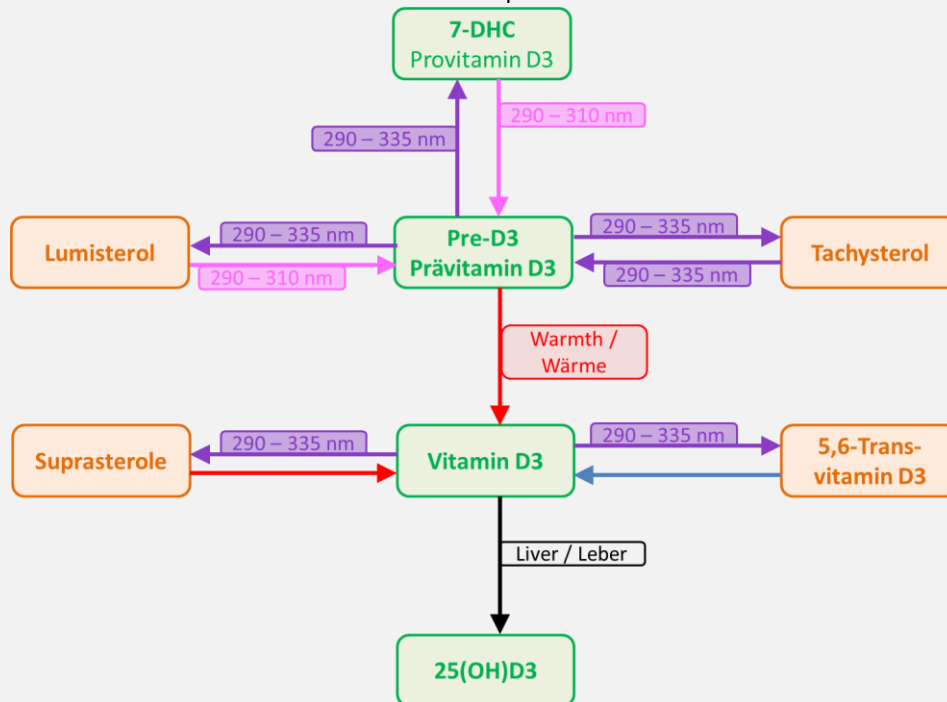 7-DHC
Provitamin D3
290 – 310 nm
290 – 335 nm
Lumisterol
290 – 335 nm
290 – 310 nm
Pre-D3
Prävitamin D3
290 – 335 nm
290 – 335 nm
Tachysterol
Warmth /
Wärme
Suprasterole
290 – 335 nm
Vitamin D3
290 – 335 nm
5,6-Trans-
vitamin D3
Liver / Leber
25(OH)D3